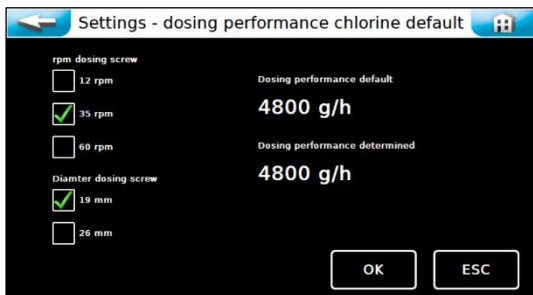 Settings - dosing performance chlorine default
rpm dosing screw
12 rpm
35 rpm
60 rpm
Diamter dosing screw
19 mm
26 mm
Dosing performance default
4800 g/h
Dosing performance determined
4800 g/h
OK
ESC